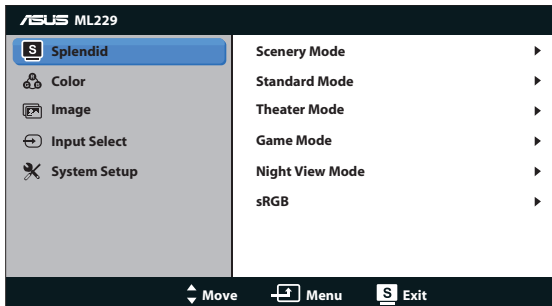 ASUS ML229
S Splendid
Color
Image
Input Select
System Setup
Scenery Mode
Standard Mode
Theater Mode
Game Mode
Night View Mode
sRGB
Move Menu S Exit